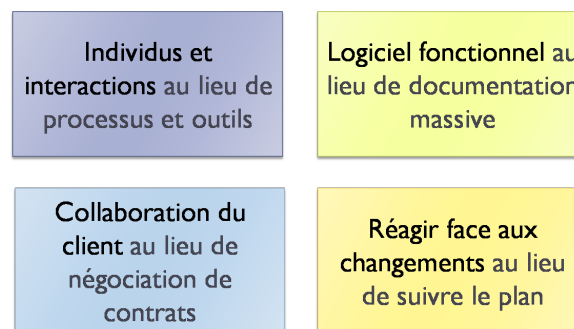 Individus et
interactions au lieu de
processus et outils
Logiciel fonctionnel au
lieu de documentation
massive
Collaboration du
client au lieu de
négociation de
contrats
Réagir face aux
changements au lieu
de suivre le plan